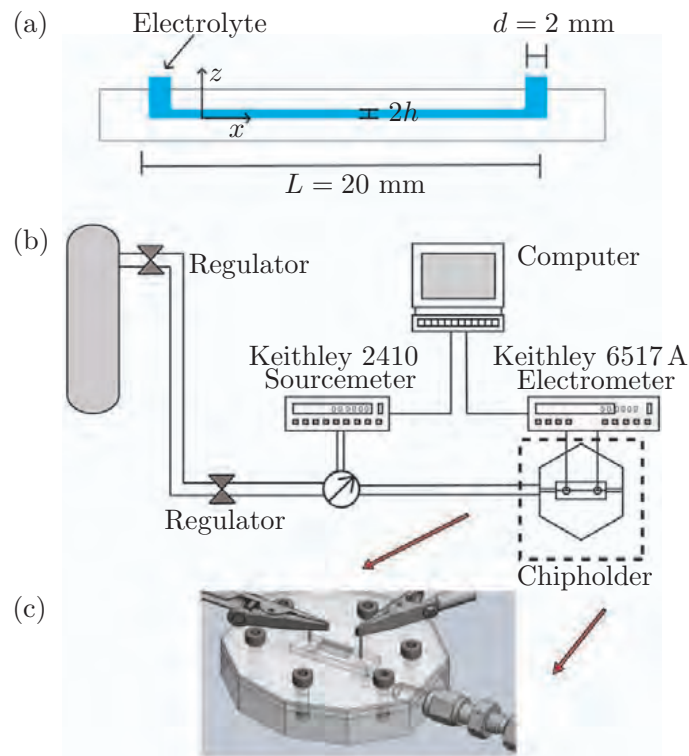 (a)
Electrolyte
d = 2 mm
z
x
2h
L = 20 mm
(b)
Regulator
Computer
Keithley 2410
Sourcemeter
Keithley 6517 A
Electrometer
Regulator
Chipholder
(c)